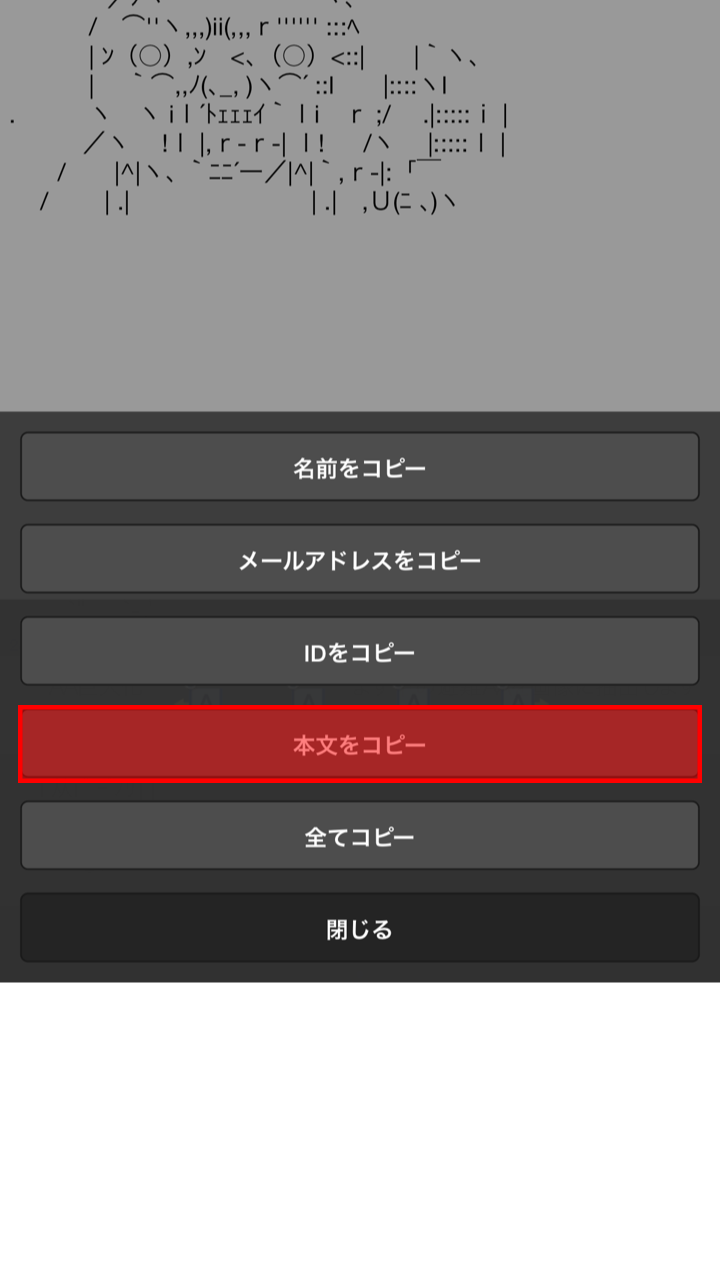 /　⌒''ヽ,,,)ii(,,, r '''''' :::ヘ
|ン（○）,ン　<、（○）<::|　　|｀ヽ、
|　 ｀⌒,,ﾉ(､_, )ヽ⌒´ ::l　　|::::ヽl
.　　　ヽ　ヽ i l ´ﾄｪｪｪｲ｀ l i　 r ;/　.|::::: i |
／ヽ　 ! l |, r - r -| l !　 /ヽ　|::::: l |
/　　|^|ヽ、｀ﾆﾆ´一／|^|｀, r -|:「￣
/　　 | .|　　　　　　　| .|　,U(ﾆ 、)ヽ
名前をコピー
メールアドレスをコピー
IDをコピー
本文をコピー
全てコピー
閉じる